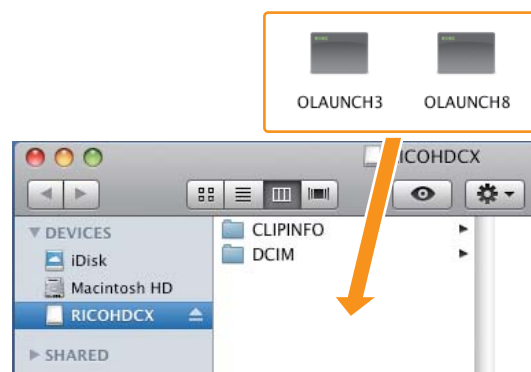 OLAUNCH3 OLAUNCH8
RICOHDCX
DEVICES
iDisk
Macintosh HD
RICOHDCX
SHARED
CLIPINFO
DCIM